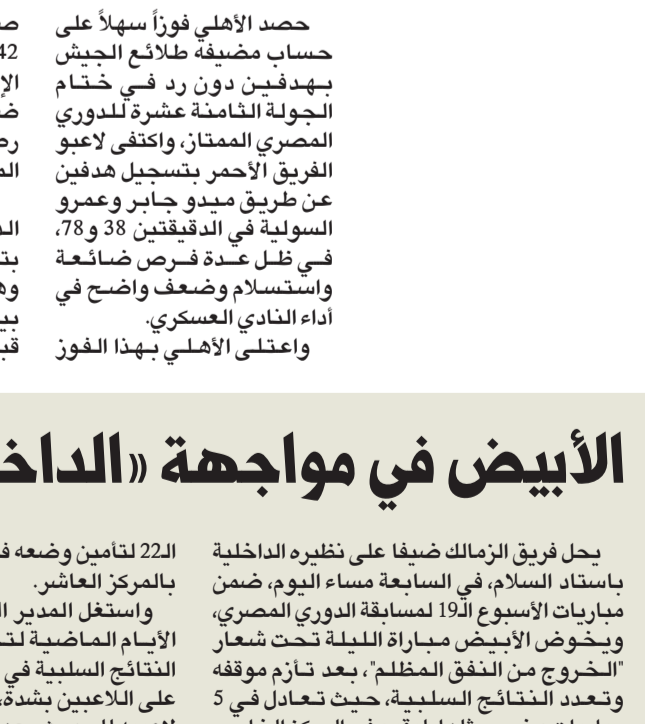 حصد الأهلي فوزاً سهلاً على
حساب مضيفه طلائع الجيش
بهدفين دون رد في ختام
الجولة الثامنة عشرة للدوري
المصري الممتاز، واكتفى لاعبو
الفريق الأحمر بتسجيل هدفين
عن طريق ميدو جابر وعمرو
السولية في الدقيقتين 38 و78،
في ظل عدة فرص ضائعة
واستسلام وضعف واضح في
أداء النادي العسكري.
واعتلى الأهلي بهذا الفوز
42
الأبيض في مواجهة «الداخ
يحل فريق الزمالك ضيفا على نظيره الداخلية
باستاد السلام، في السابعة مساء اليوم، ضمن
مباريات الأسبوع الـ19 لمسابقة الدوري المصري،
ويخوض الأبيض مباراة الليلة تحت شعار
"الخروج من النفق المظلم"، بعد تأزم موقفه
وتعدد النتائج السلبية، حيث تعادل في 5
الـ22 لتأمين وضعه ف
بالمركز العاشر.
واستغل المدير ال
الأيام الماضية لت
النتائج السلبية في
على اللاعبين بشدة،